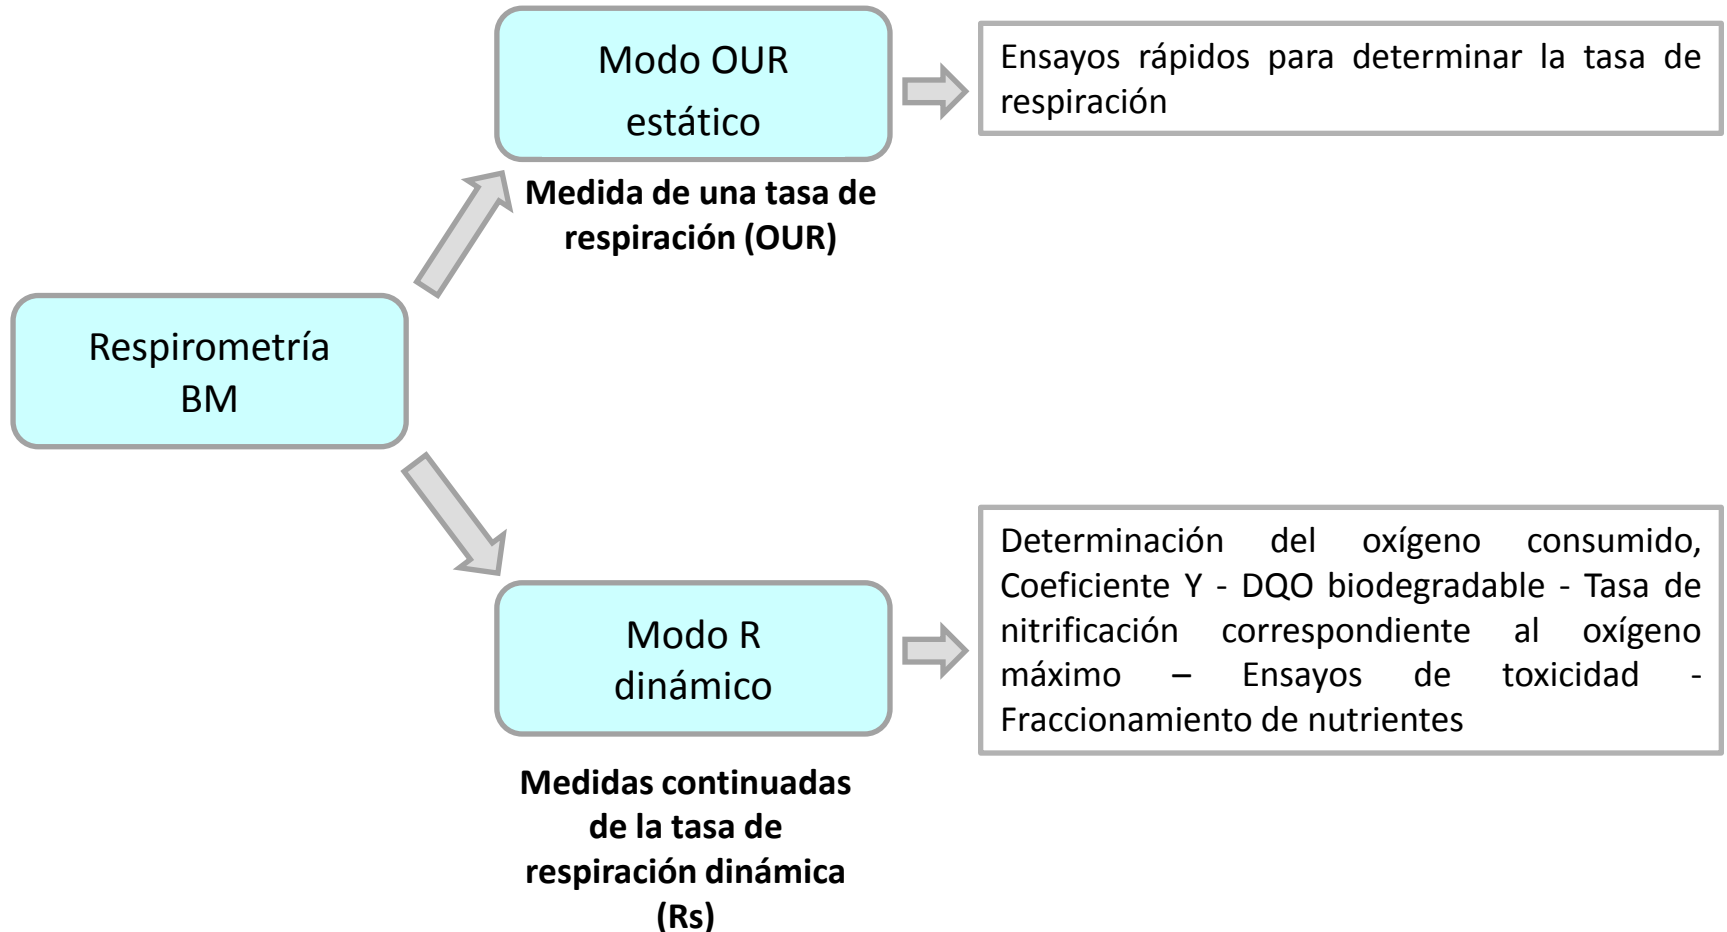 Modo OUR
estático
Ensayos rápidos para determinar la tasa de
respiración
Medida de una tasa de
respiración (OUR)
Respirometría
BM
Modo R
dinámico
Determinación del oxígeno consumido,
Coeficiente Y - DQO biodegradable - Tasa de
nitrificación correspondiente al oxígeno
máximo – Ensayos de toxicidad -
Fraccionamiento de nutrientes
Medidas continuadas
de la tasa de
respiración dinámica
(Rs)